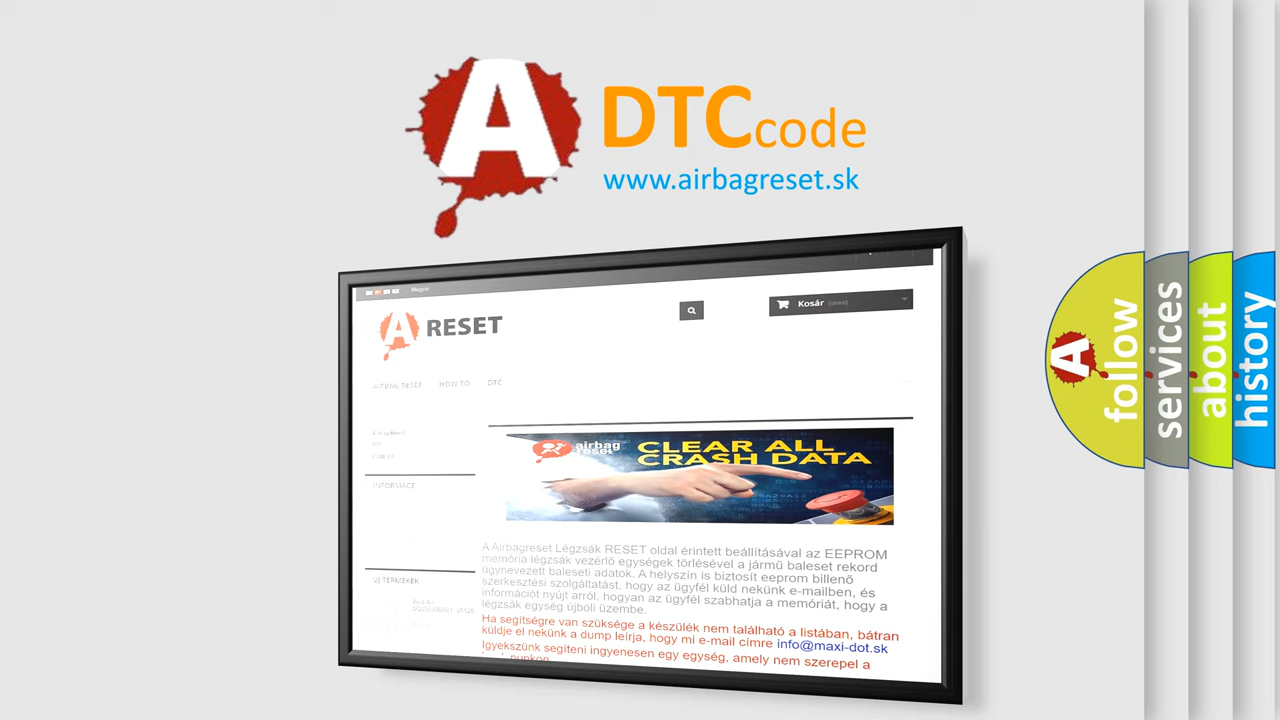 A
DTC code
www.airbagreset.sk
Magyar
Kosár
A RESET
AIRBAG RESET HOW TO DTC
INFORMACE
airbag reset
CLEAR ALL
CRASH DATA
A Airbagreset Légzsák RESET oldal érintett beállításával az EEPROM
memória légzsák vezérlő egységek törlésével a jármű baleset rekord
úgynevezett baleseti adatok. A helyszín is biztosít eeprom billenő
szerkesztési szolgáltatást, hogy az ügyfél küld nekünk e-mailben, és
információt nyújt arról, hogyan az ügyfél szabhatja a memóriát, hogy a
légzsák egység újbóli üzembe.
Ha segítségre van szüksége a készülék nem található a listában, bátran
küldje el nekünk a dump leírja, hogy mi e-mail címre info@maxi-dot.sk
Igyekszünk segíteni ingyenesen egy egység, amely nem szerepel a
ÚJ TERMÉKEK
A
follow
services
about
history